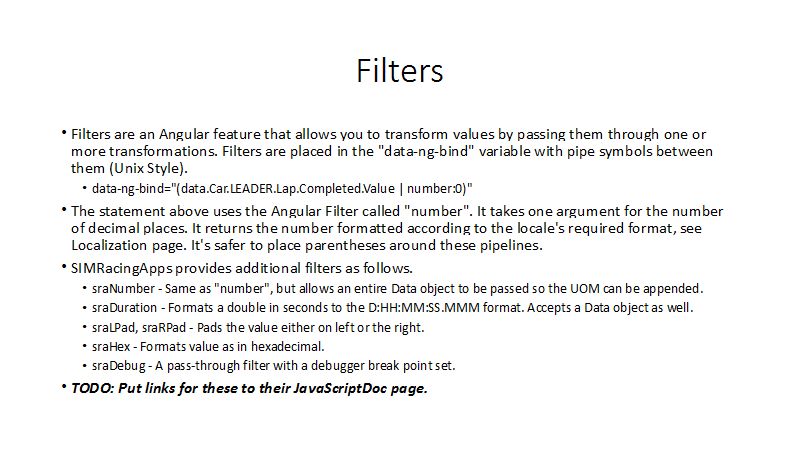 Filters
• Filters are an Angular feature that allows you to transform values by passing them through one or
more transformations. Filters are placed in the "data-ng-bind" variable with pipe symbols between
them (Unix Style).
• data-ng-bind="(data.Car.LEADER.Lap.Completed.Value | number:0)"
• The statement above uses the Angular Filter called "number". It takes one argument for the number
of decimal places. It returns the number formatted according to the locale's required format, see
Localization page. It's safer to place parentheses around these pipelines.
• SIMRacingApps provides additional filters as follows.
• sraNumber - Same as "number", but allows an entire Data object to be passed so the UOM can be appended.
• sraDuration - Formats a double in seconds to the D:HH:MM:SS.MMM format. Accepts a Data object as well.
• sraLPad, sraRPad - Pads the value either on left or the right.
• sraHex - Formats value as in hexadecimal.
• sraDebug - A pass-through filter with a debugger break point set.
• TODO: Put links for these to their JavaScriptDoc page.